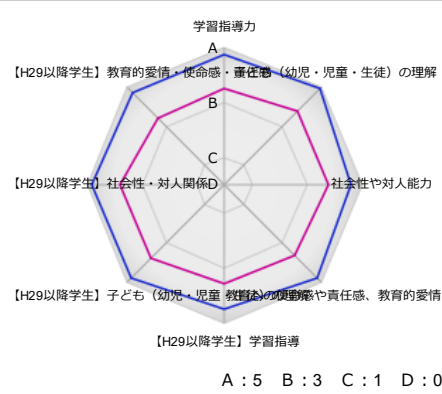 学習指導力
A
【H29以降学生】教育的愛情・使命感・責任感
（幼児・児童・生徒）の理解
B
C
【H29以降学生】社会性・対人関係
D
社会性や対人能力
【H29以降学生】子ども（幼児・児童・生徒）の理解
教育への使命感や責任感、教育的愛情
【H29以降学生】学習指導
A：5 B：3 C：1 D：0